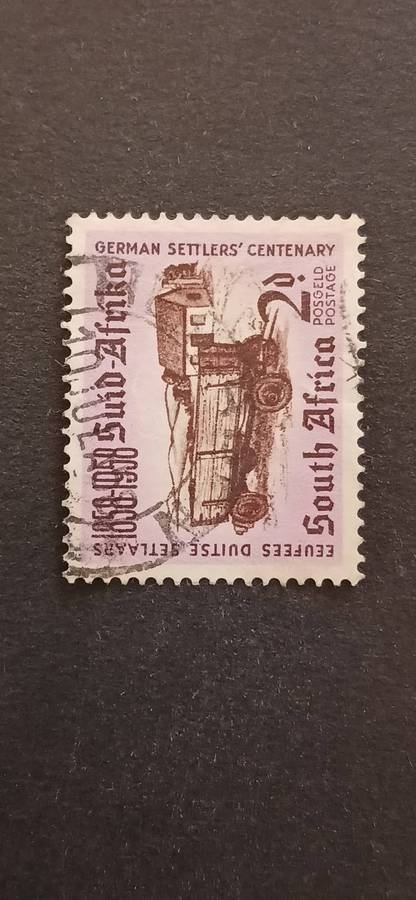 GERMAN SETTLERS' CENTENARY
1858-1958 Suid-Afrika
2d
POSGELD
POSTAGE
South Africa
EEUFEES DUITSE SETLAARS